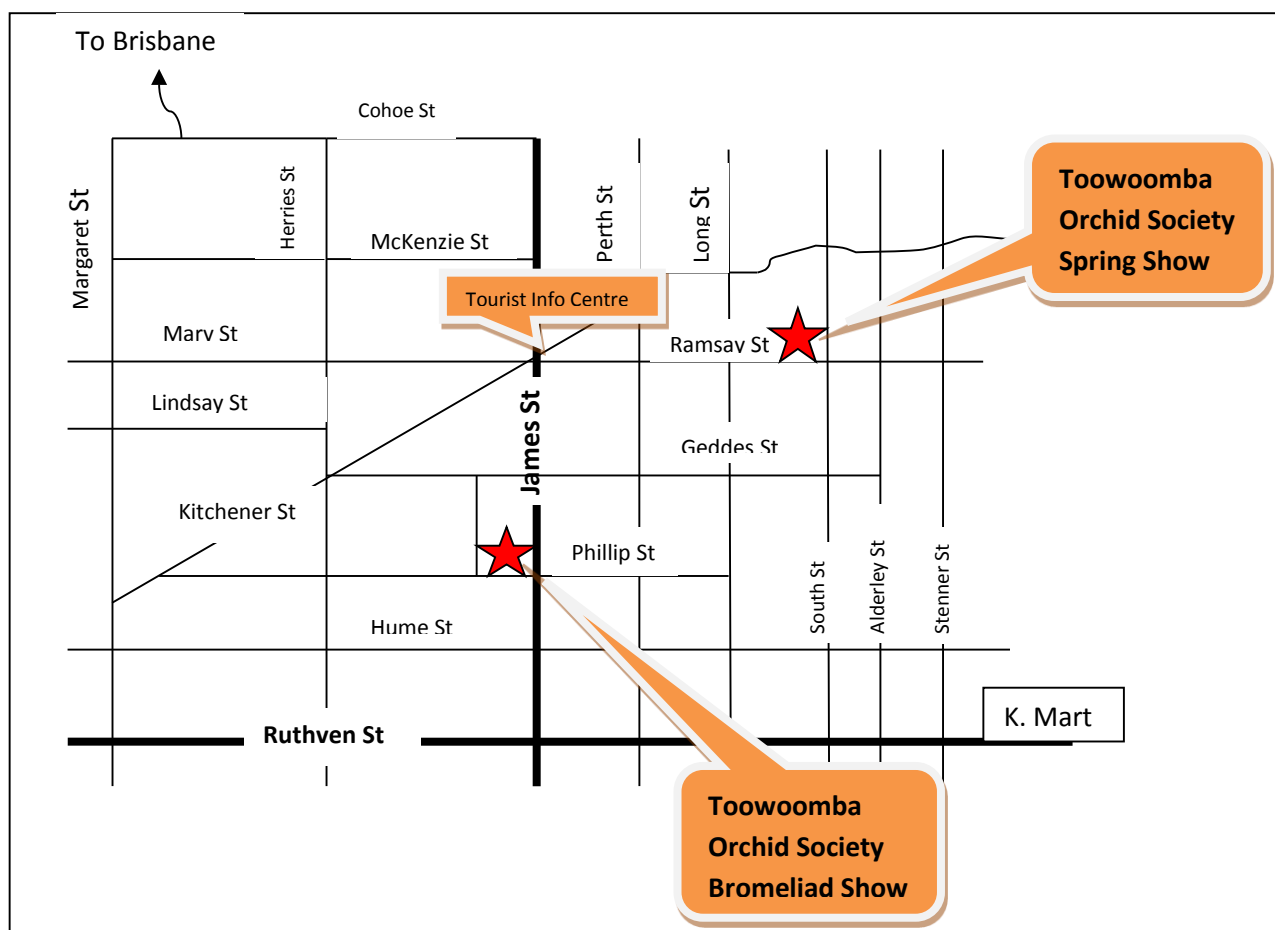 To Brisbane
Cohoe St
Margaret St
Herries St
McKenzie St
Perth St
Long St
Toowoomba
Orchid Society
Spring Show
Tourist Info Centre
Mary St
Ramsay St
Lindsay St
James St
Geddes St
Kitchener St
Phillip St
South St
Alderley St
Stenner St
Hume St
K. Mart
Ruthven St
Toowoomba
Orchid Society
Bromeliad Show